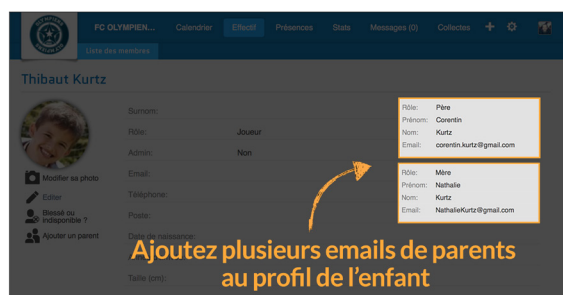 FC OLYMPIEN...
Calendrier
Effectif
Présences
Stats
Messages (0)
Collectes
Liste des membres
Thibaut Kurtz
Modifier sa photo
Editer
Blessé ou
indisponible ?
Ajouter un parent
Surnom:
Rôle: Joueur
Admin: Non
Email:
Téléphone:
Poste:
Date de naissance:
Taille (cm):
Rôle: Père
Prénom: Corentin
Nom: Kurtz
Email: corentin.kurtz@gmail.com
Rôle: Mère
Prénom: Nathalie
Nom: Kurtz
Email: NathalieKurtz@gmail.com
Ajoutez plusieurs emails de parents
au profil de l'enfant